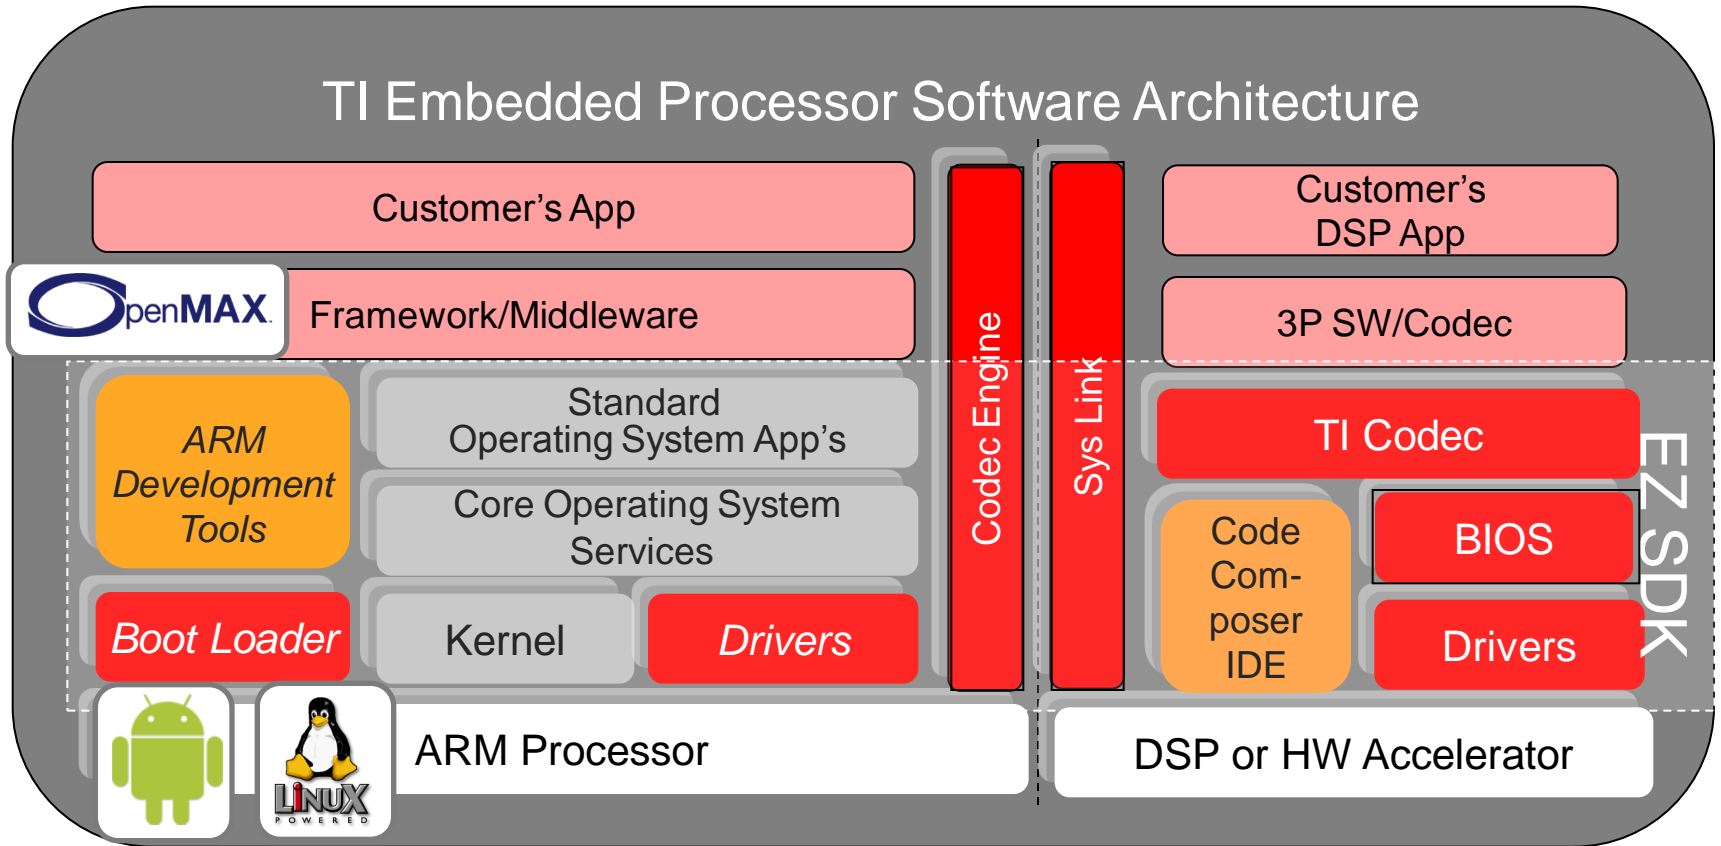 TI Embedded Processor Software Architecture
Customer's App
OpenMAX
Framework/Middleware
ARM
Development
Tools
Standard
Operating System App's
Core Operating System
Services
Boot Loader
Kernel
Drivers
Codec Engine
Sys Link
Customer's
DSP App
3P SW/Codec
TI Codec
Code
Com-
poser
IDE
BIOS
Drivers
EZ SDK
LINUX
POWERED
ARM Processor
DSP or HW Accelerator